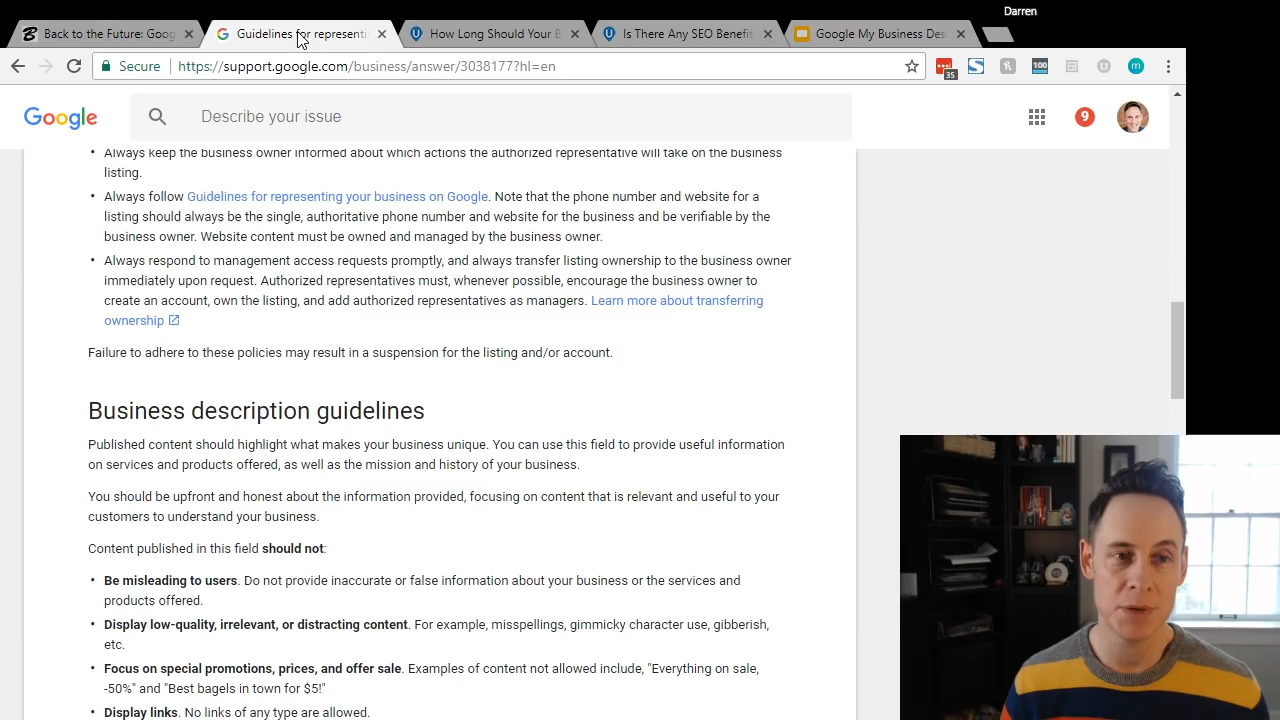 Darren
Back to the Future: Goog
Guidelines for representi
How Long Should Your B
Is There Any SEO Benefit
Google My Business Des
Secure
https://support.google.com/business/answer/3038177?hl=en
35
100
m
Google
Describe your issue
9
Always keep the business owner informed about which actions the authorized representative will take on the business
listing.
• Always follow Guidelines for representing your business on Google. Note that the phone number and website for a
listing should always be the single, authoritative phone number and website for the business and be verifiable by the
business owner. Website content must be owned and managed by the business owner.
• Always respond to management access requests promptly, and always transfer listing ownership to the business owner
immediately upon request. Authorized representatives must, whenever possible, encourage the business owner to
create an account, own the listing, and add authorized representatives as managers. Learn more about transferring
ownership
Failure to adhere to these policies may result in a suspension for the listing and/or account.
Business description guidelines
Published content should highlight what makes your business unique. You can use this field to provide useful information
on services and products offered, as well as the mission and history of your business.
You should be upfront and honest about the information provided, focusing on content that is relevant and useful to your
customers to understand your business.
Content published in this field should not:
• Be misleading to users. Do not provide inaccurate or false information about your business or the services and
products offered.
• Display low-quality, irrelevant, or distracting content. For example, misspellings, gimmicky character use, gibberish,
etc.
• Focus on special promotions, prices, and offer sale. Examples of content not allowed include, "Everything on sale,
-50%" and "Best bagels in town for $5!"
• Display links. No links of any type are allowed.